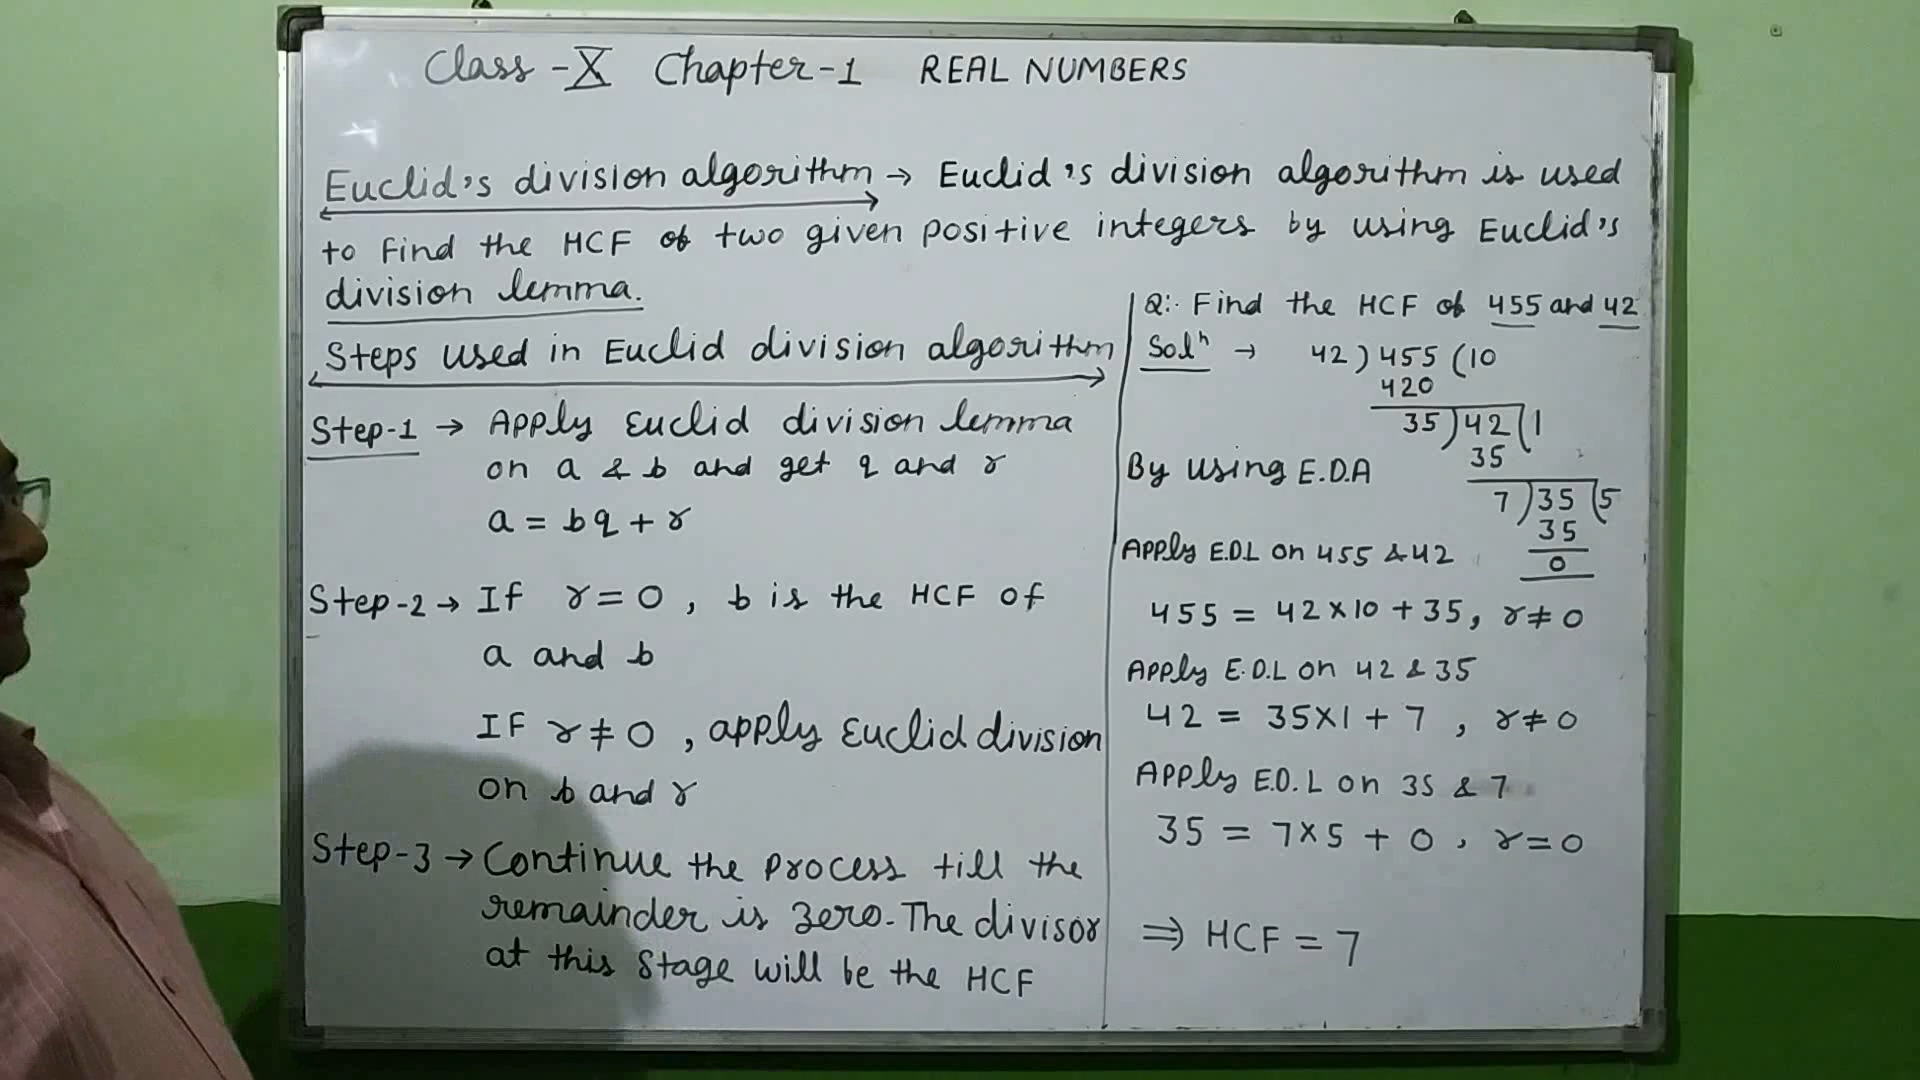 Class - X Chapter-1 REAL NUMBERS
Euclid's division algorithm → Euclid's division algorithm is used
to find the HCF of two given positive integers by using Euclid's
division lemma.
Steps used in Euclid division algorithm
Step-1 → Apply Euclid division lemma
on a & b and get q and r
a = bq + r
Step-2 → If r = 0, b is the HCF of
a and b
IF r ≠ 0, apply Euclid division
on b and r
Step-3 → Continue the process till the
remainder is zero. The divisor
at this stage will be the HCF
Q:. Find the HCF of 455 and 42
Solⁿ → 42 ) 455 ( 10
420
35 ) 42 ( 1
35
7 ) 35 ( 5
35
0
By using E.D.A
Apply E.D.L on 455 & 42
455 = 42 × 10 + 35, r ≠ 0
Apply E.D.L on 42 & 35
42 = 35 × 1 + 7, r ≠ 0
Apply E.D.L on 35 & 7
35 = 7 × 5 + 0, r = 0
⇒ HCF = 7